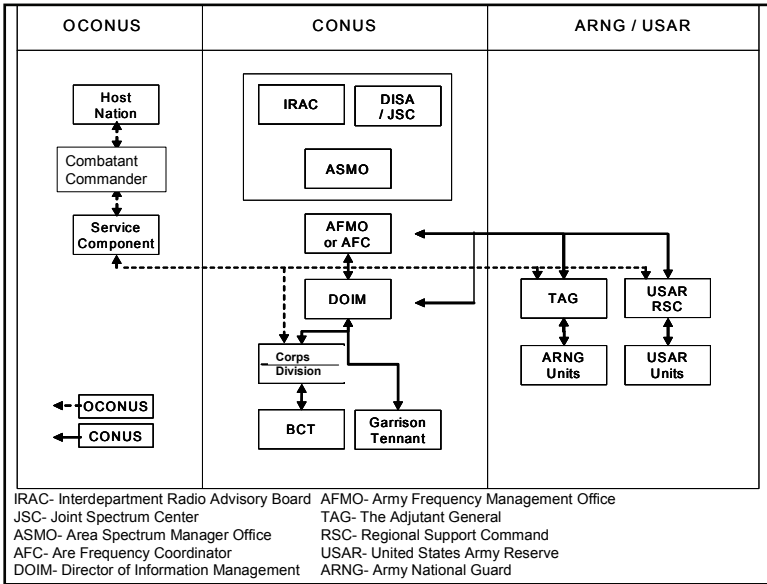 OCONUS
CONUS
ARNG / USAR
Host
Nation
Combatant
Commander
Service
Component
OCONUS
CONUS
IRAC
DISA
/ JSC
ASMO
AFMO
or AFC
DOIM
Corps
Division
BCT
Garrison
Tennant
TAG
USAR
RSC
ARNG
Units
USAR
Units
IRAC- Interdepartment Radio Advisory Board
JSC- Joint Spectrum Center
ASMO- Area Spectrum Manager Office
AFC- Are Frequency Coordinator
DOIM- Director of Information Management
AFMO- Army Frequency Management Office
TAG- The Adjutant General
RSC- Regional Support Command
USAR- United States Army Reserve
ARNG- Army National Guard